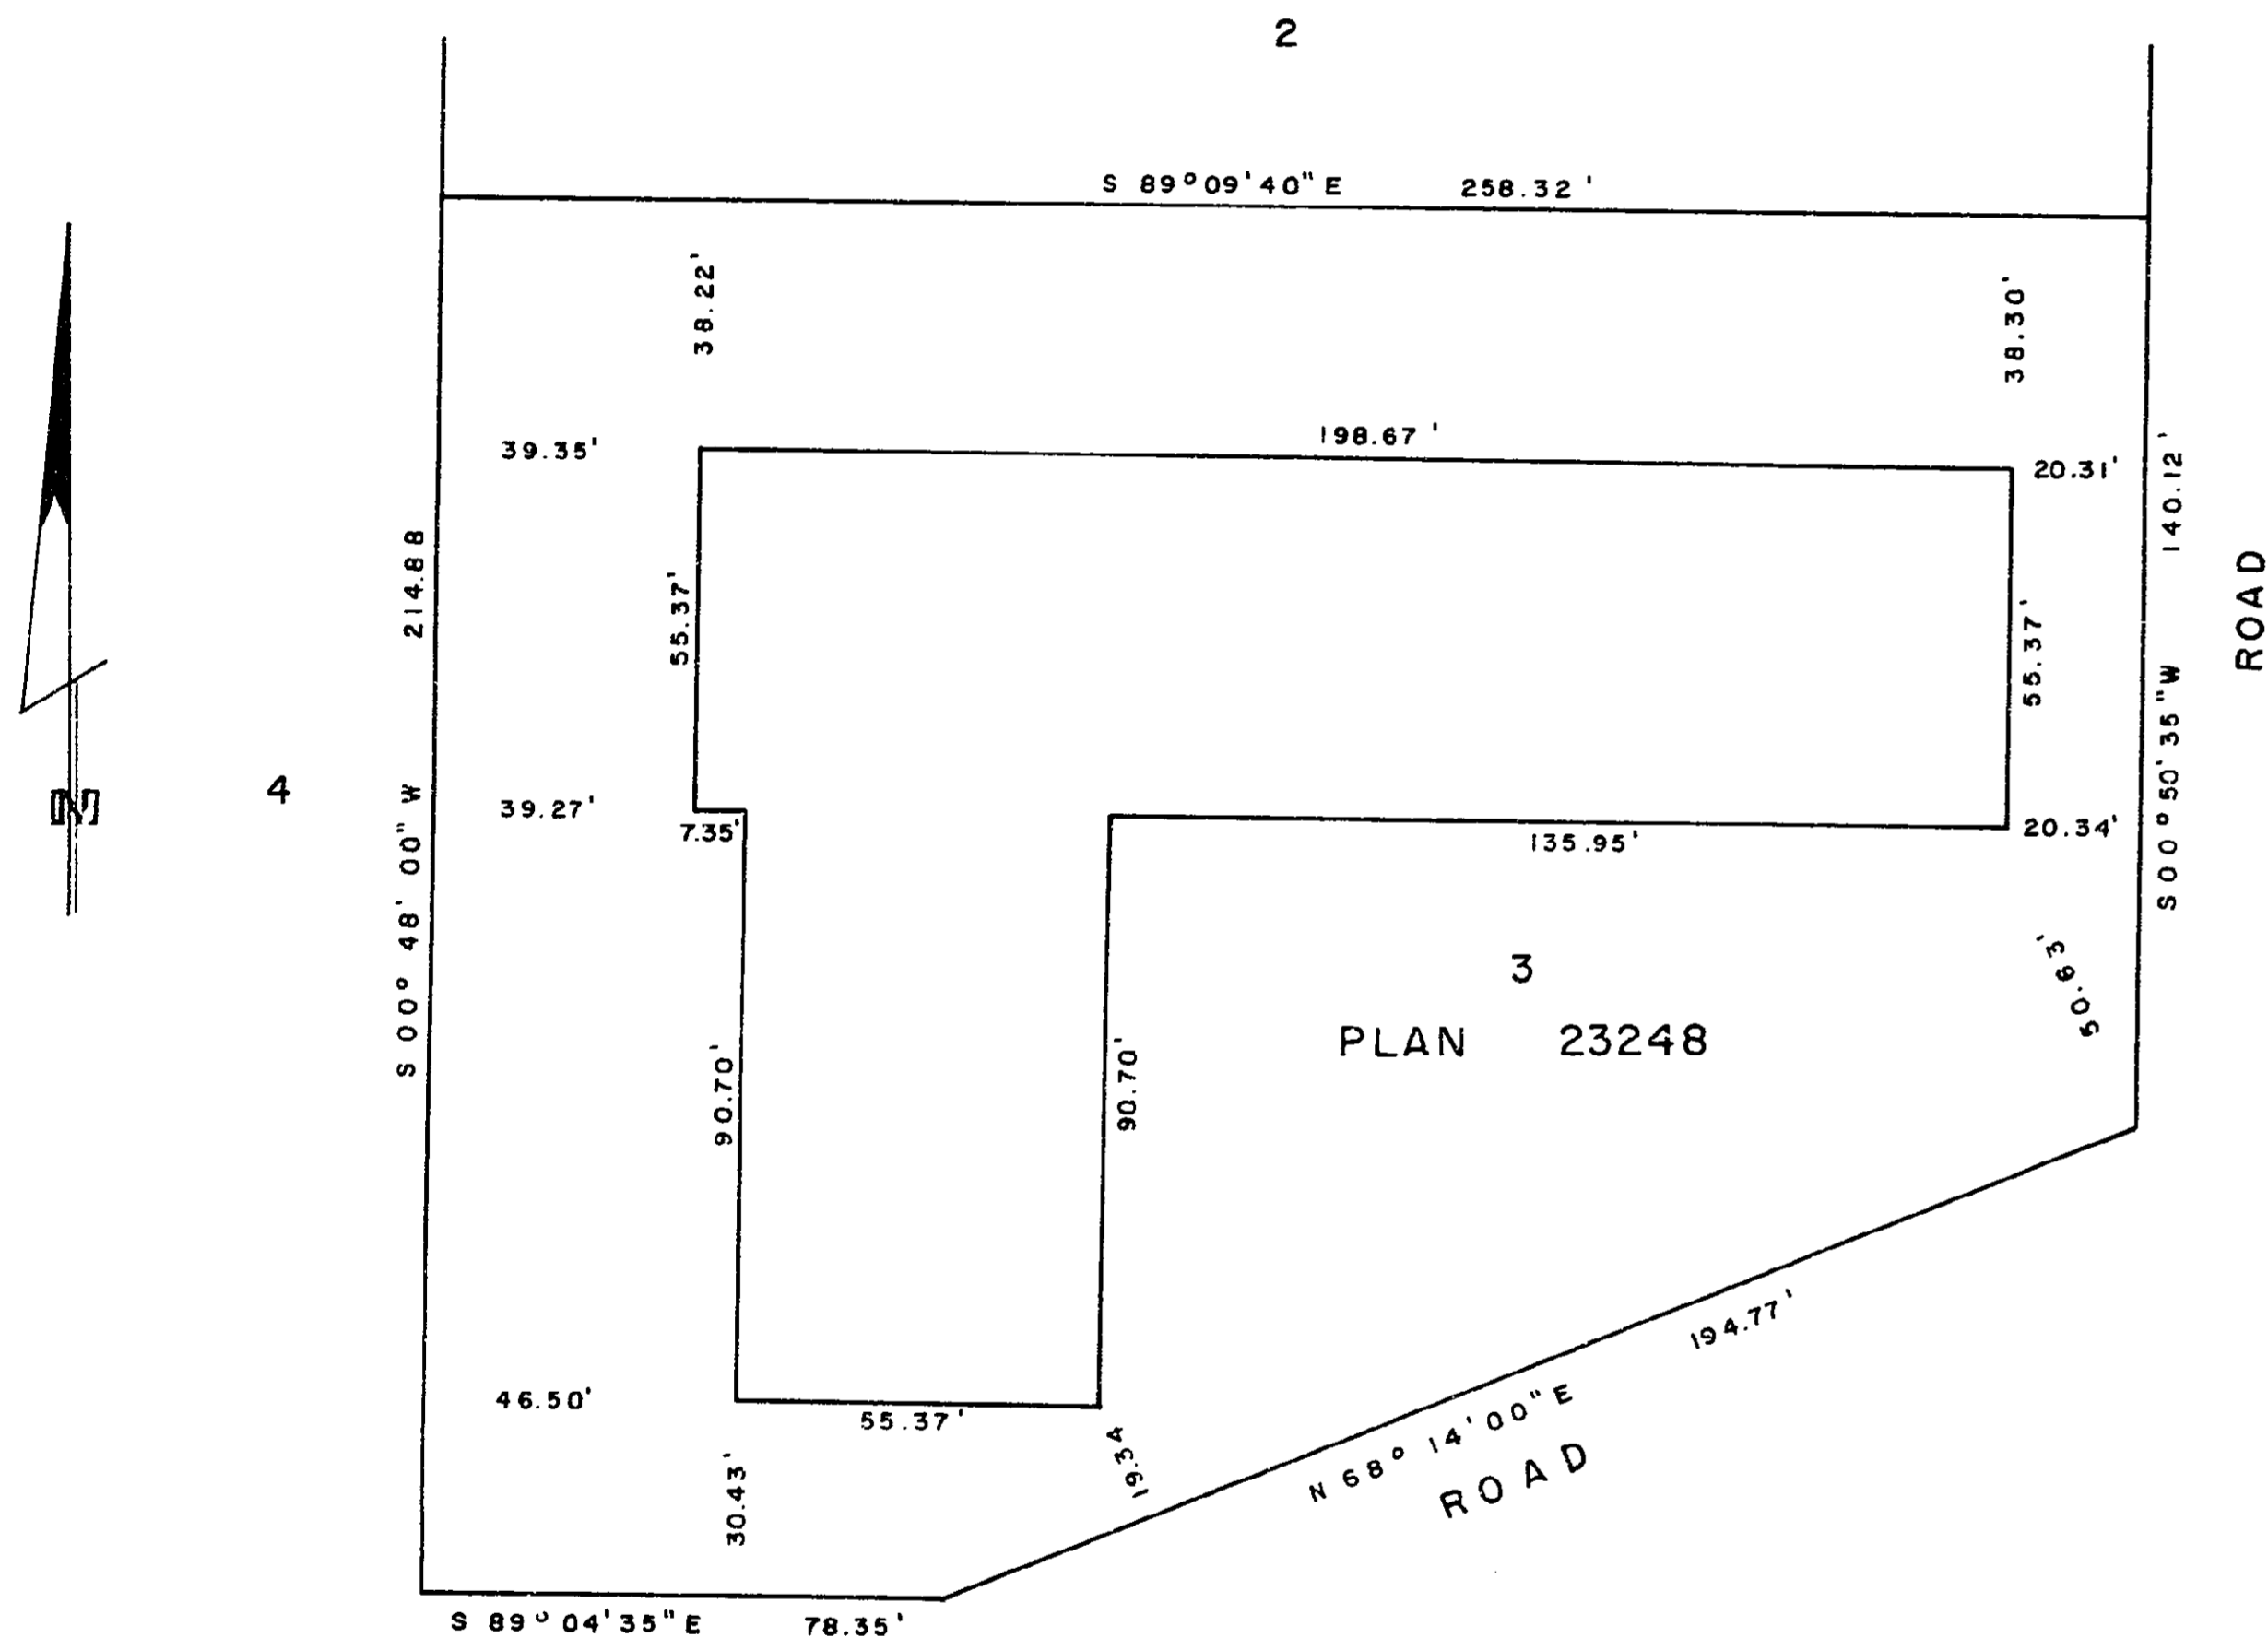 2
S 89° 09' 40" E 258.32 '
38.22'
38.30'
39.35'
198.67 '
20.31'
S 00° 48' 00" W 214.88
55.37'
55.37'
S 00° 50' 35" W 140.12'
ROAD
4
N
39.27'
7.35'
135.95'
20.34'
50.63'
3
PLAN 23248
90.70'
90.70'
46.50'
55.37'
30.43'
19.34
194.77'
N 68° 14' 00" E
ROAD
S 89° 04' 35" E 78.35'